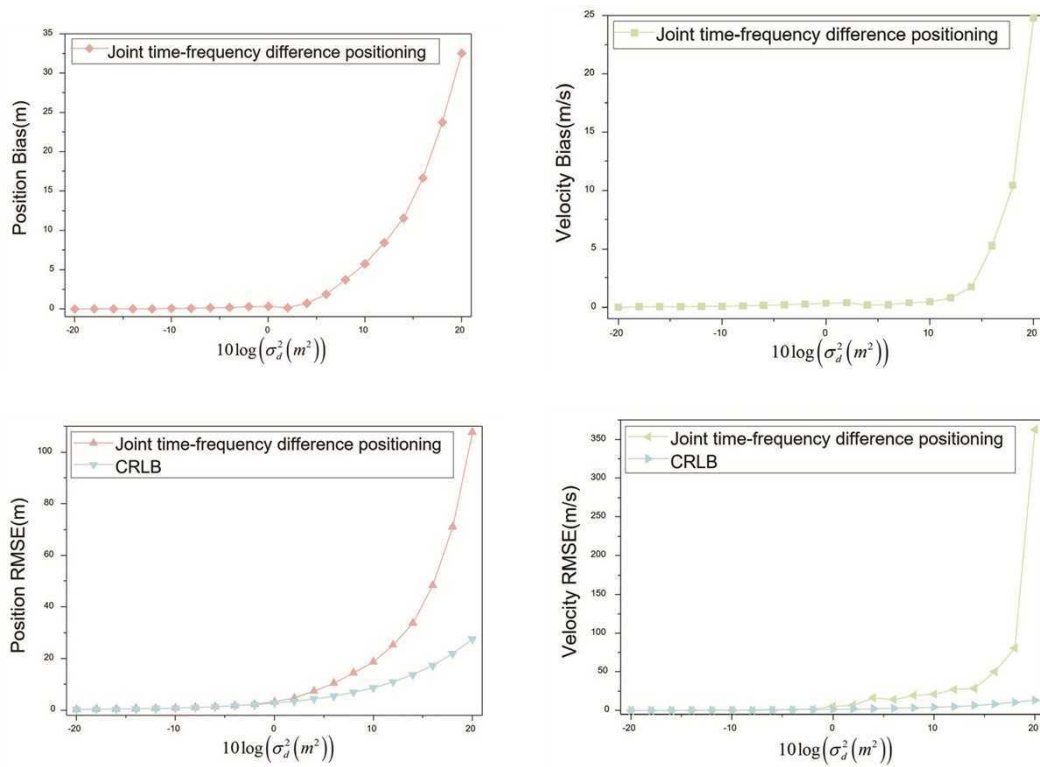 Joint time-frequency difference positioning
Position Bias(m)
35
30
25
20
15
10
5
0
-20 -10 0 10 20
10log(σ_d^2(m^2))
Joint time-frequency difference positioning
Velocity Bias(m/s)
25
20
15
10
5
0
-20 -10 0 10 20
10log(σ_d^2(m^2))
Joint time-frequency difference positioning
CRLB
Position RMSE(m)
100
80
60
40
20
0
-20 -10 0 10 20
10log(σ_d^2(m^2))
Joint time-frequency difference positioning
CRLB
Velocity RMSE(m/s)
350
300
250
200
150
100
50
0
-20 -10 0 10 20
10log(σ_d^2(m^2))